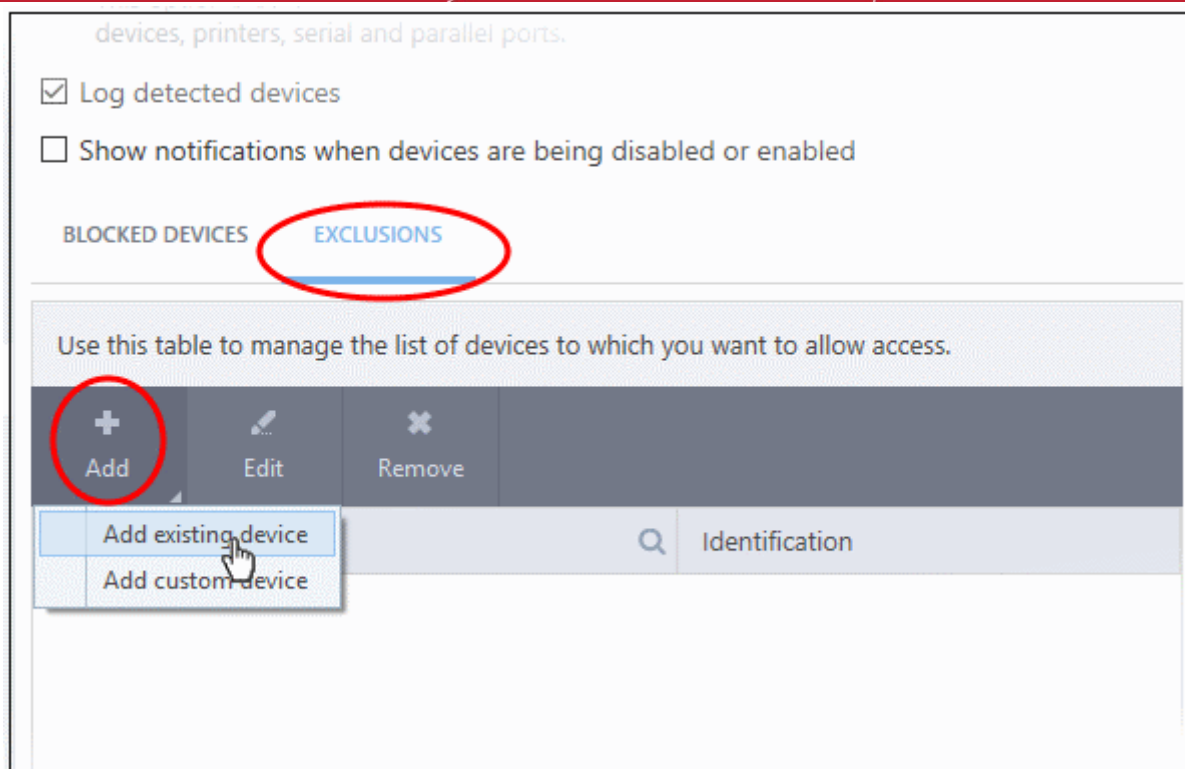 devices, printers, serial and parallel ports.
Log detected devices
Show notifications when devices are being disabled or enabled
BLOCKED DEVICES EXCLUSIONS
Use this table to manage the list of devices to which you want to allow access.
Add Edit Remove
Add existing device Identification
Add custom device